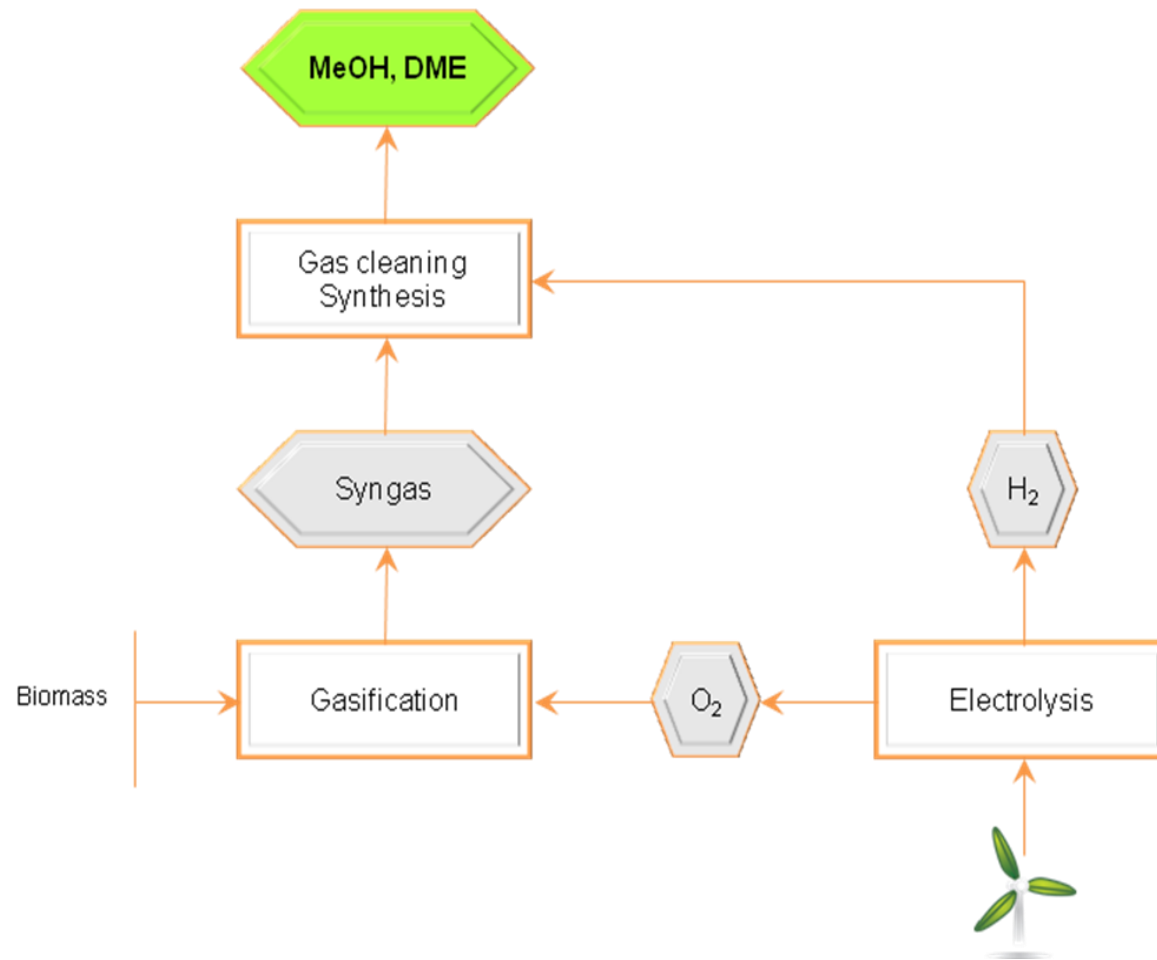 MeOH, DME
Gas cleaning
Synthesis
Syngas
H₂
Biomass
Gasification
O₂
Electrolysis